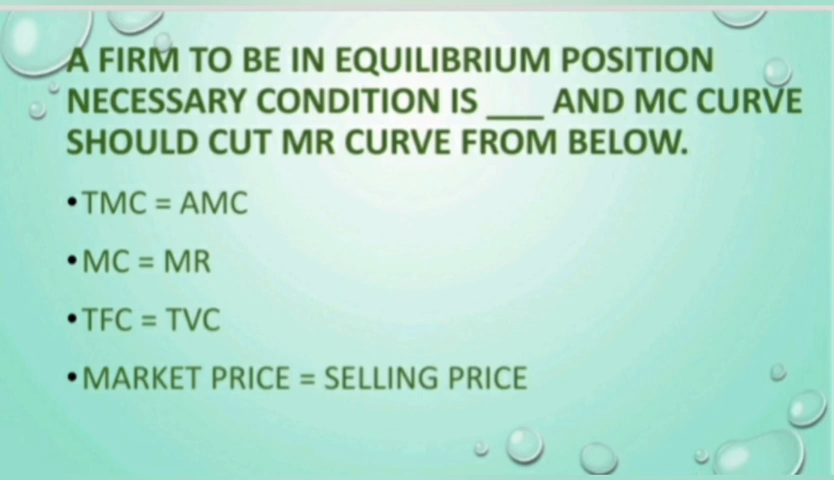 A FIRM TO BE IN EQUILIBRIUM POSITION
NECESSARY CONDITION IS ___ AND MC CURVE
SHOULD CUT MR CURVE FROM BELOW.
•TMC = AMC
•MC = MR
•TFC = TVC
•MARKET PRICE = SELLING PRICE